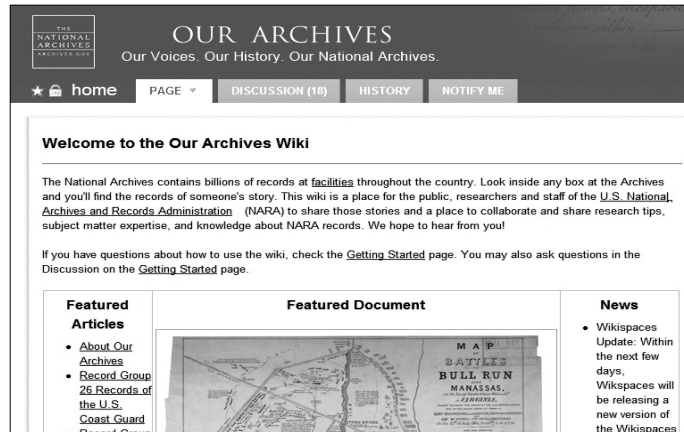 THE
NATIONAL
ARCHIVES
ARCHIVES.GOV
OUR ARCHIVES
Our Voices. Our History. Our National Archives.
home
PAGE
DISCUSSION (18)
HISTORY
NOTIFY ME
Welcome to the Our Archives Wiki
The National Archives contains billions of records at facilities throughout the country. Look inside any box at the Archives
and you'll find the records of someone's story. This wiki is a place for the public, researchers and staff of the U.S. National
Archives and Records Administration (NARA) to share those stories and a place to collaborate and share research tips,
subject matter expertise, and knowledge about NARA records. We hope to hear from you!
If you have questions about how to use the wiki, check the Getting Started page. You may also ask questions in the
Discussion on the Getting Started page.
Featured
Articles
About Our
Archives
Record Group
26 Records of
the U.S.
Coast Guard
Record Group
Featured Document
MAP
OF
BATTLES
BULL RUN
MANASSAS,
VIRGINIA,
News
Wikispaces
Update: Within
the next few
days,
Wikspaces will
be releasing a
new version of
the Wikispaces